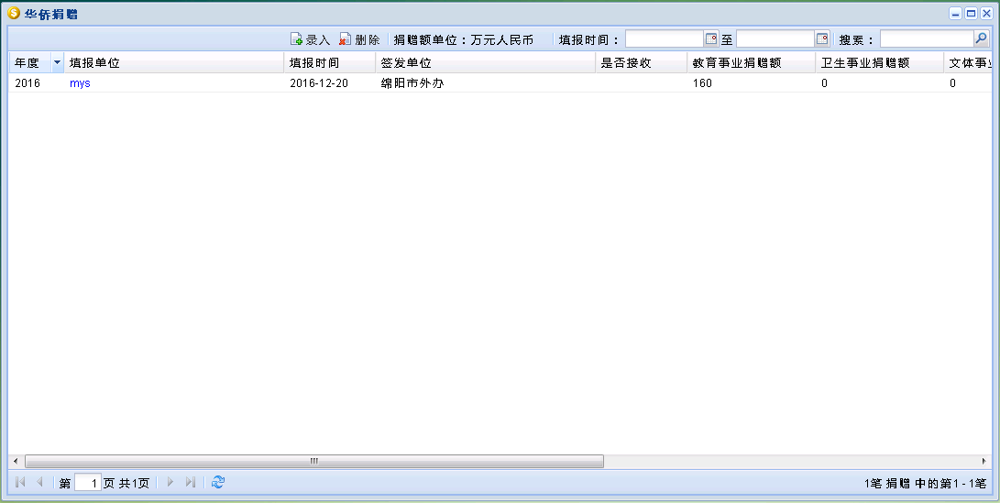 华侨捐赠
录入 删除 捐赠额单位：万元人民币 填报时间： 至 搜索：
年度 填报单位 填报时间 签发单位 是否接收 教育事业捐赠额 卫生事业捐赠额 文体事业
2016 mys 2016-12-20 绵阳市外办 160 0 0
第 1 页 共1页 1笔 捐赠 中的第1 - 1笔